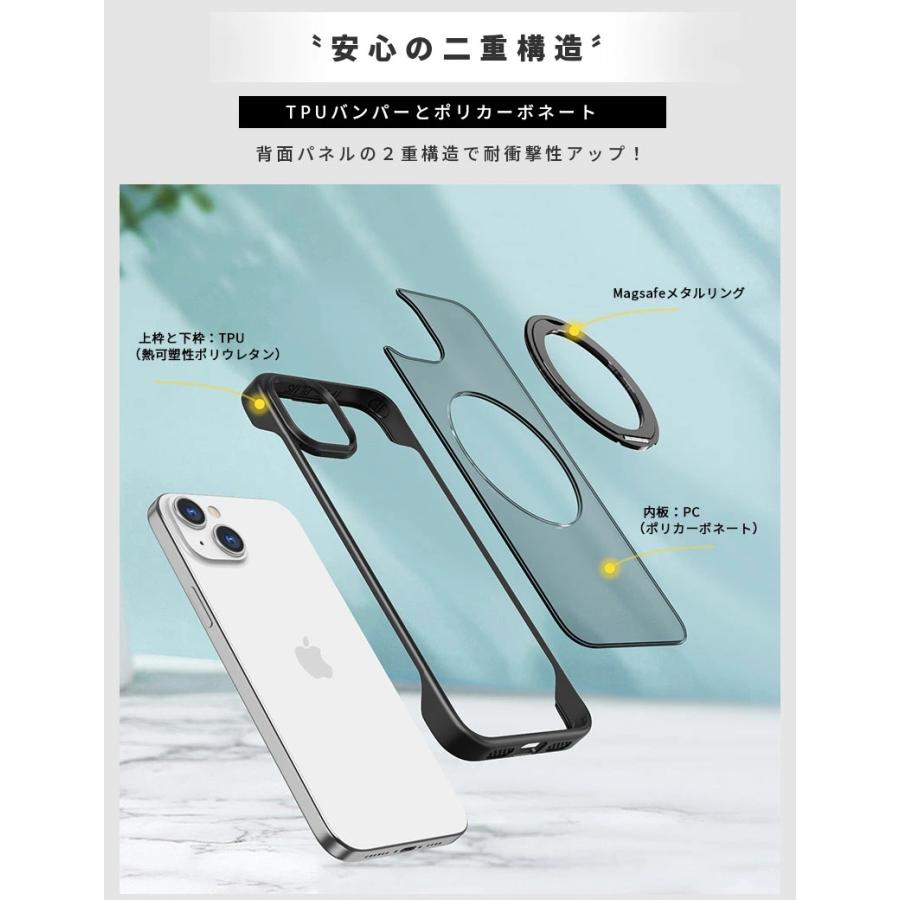 〝安心の二重構造〞
TPUバンパーとポリカーボネート
背面パネルの２重構造で耐衝撃性アップ！
Magsafeメタルリング
上枠と下枠：TPU
（熱可塑性ポリウレタン）
内板：PC
（ポリカーボネート）